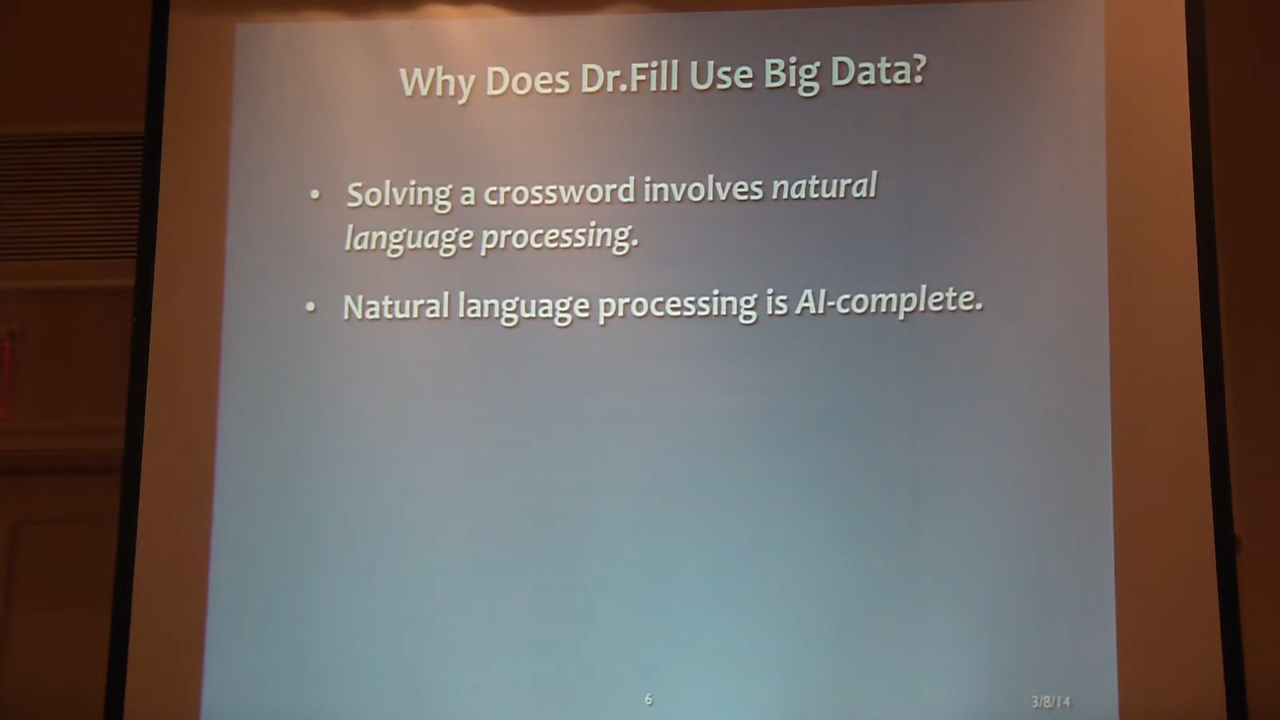 Why Does Dr.Fill Use Big Data?
• Solving a crossword involves natural
language processing.
• Natural language processing is AI-complete.
6
3/8/14